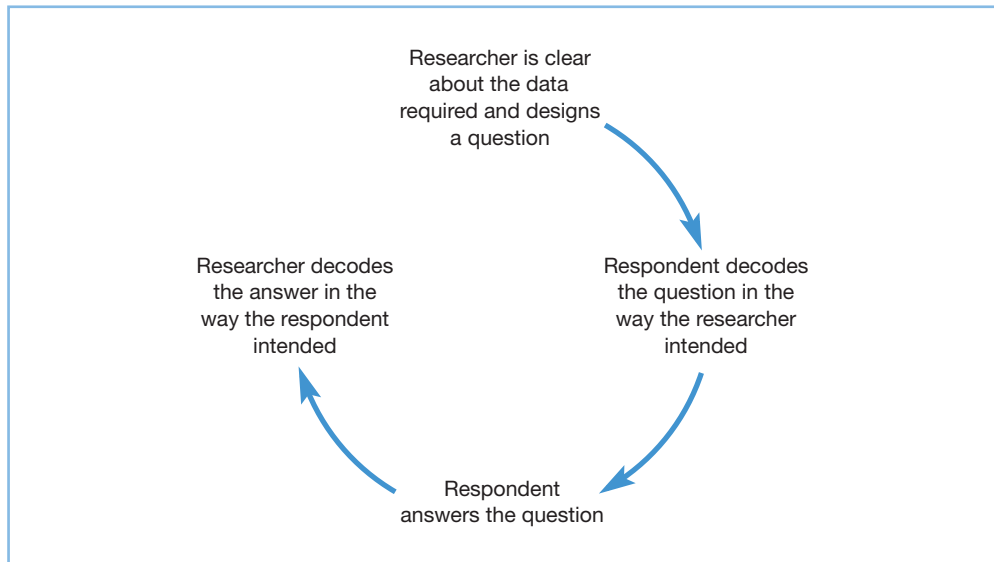 Researcher is clear
about the data
required and designs
a question
Respondent decodes
the question in the
way the researcher
intended
Respondent
answers the question
Researcher decodes
the answer in the
way the respondent
intended